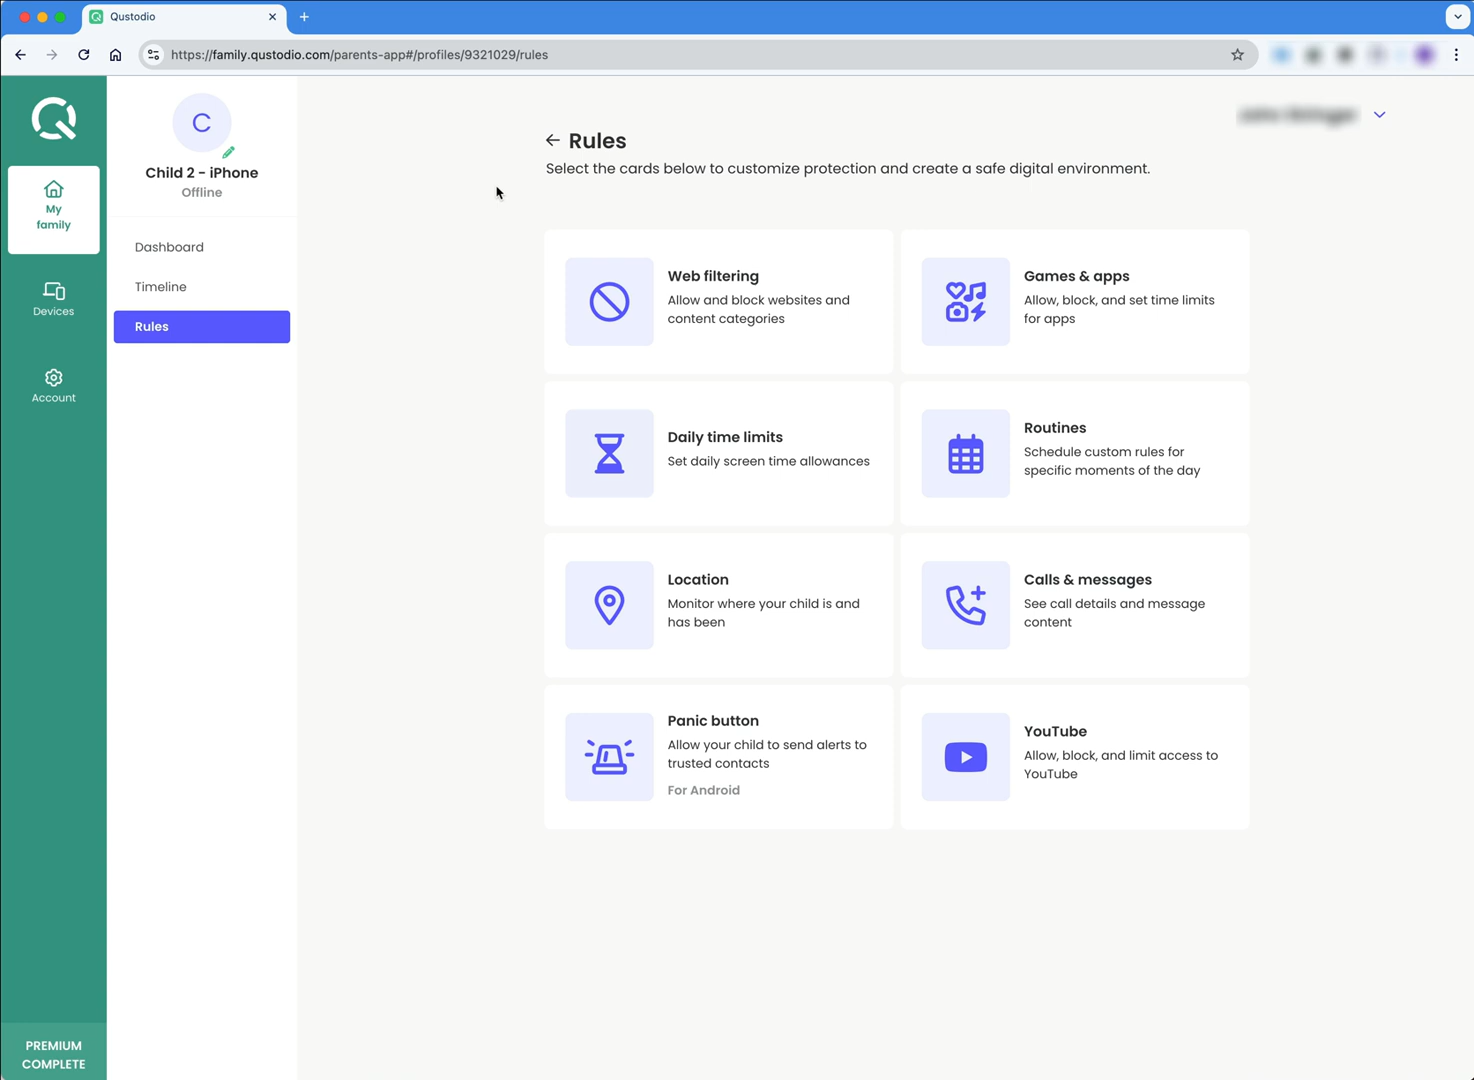 Qustodio
https://family.qustodio.com/parents-app#/profiles/9321029/rules
C
Child 2 - iPhone
Offline
My
family
Devices
Account
PREMIUM
COMPLETE
Dashboard
Timeline
Rules
Rules
Select the cards below to customize protection and create a safe digital environment.
Web filtering
Allow and block websites and
content categories
Games & apps
Allow, block, and set time limits
for apps
Daily time limits
Set daily screen time allowances
Routines
Schedule custom rules for
specific moments of the day
Location
Monitor where your child is and
has been
Calls & messages
See call details and message
content
Panic button
Allow your child to send alerts to
trusted contacts
For Android
YouTube
Allow, block, and limit access to
YouTube